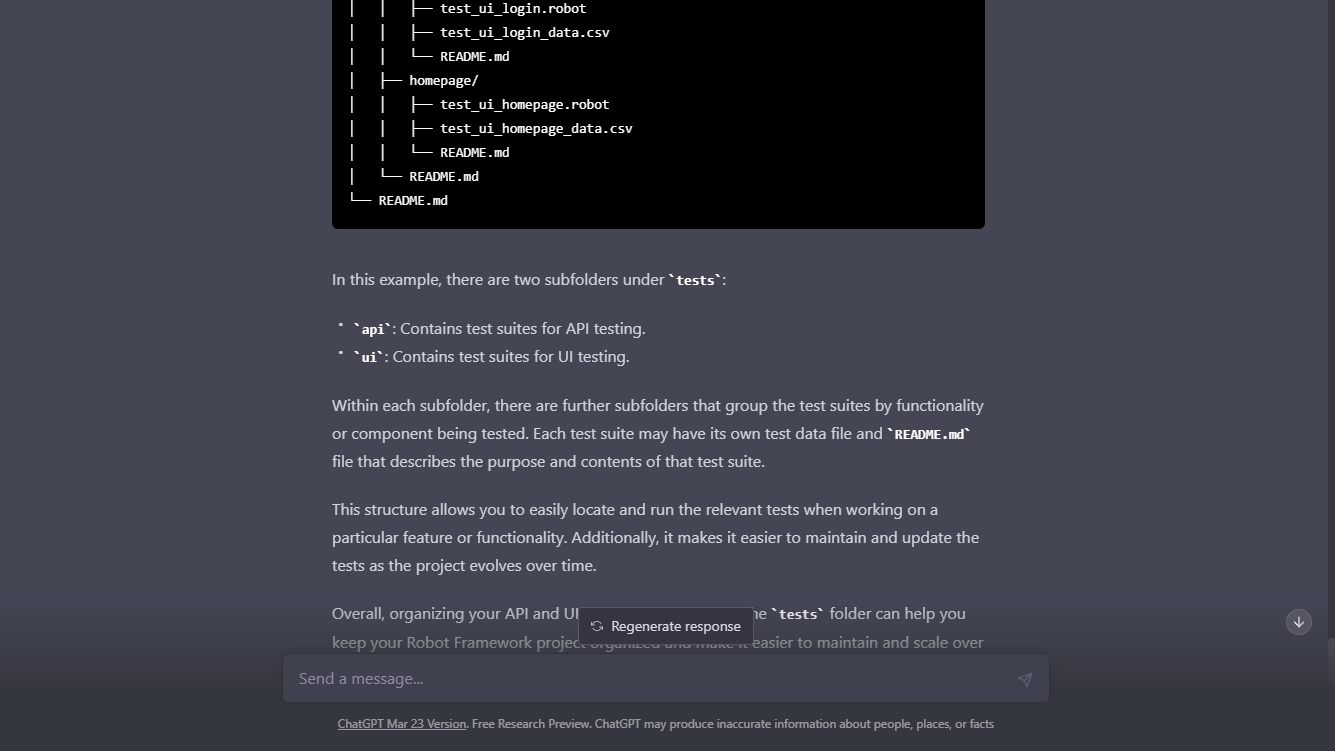 │   │   ├── test_ui_login.robot
│   │   ├── test_ui_login_data.csv
│   │   └── README.md
│   ├── homepage/
│   │   ├── test_ui_homepage.robot
│   │   ├── test_ui_homepage_data.csv
│   │   └── README.md
│   └── README.md
└── README.md
In this example, there are two subfolders under `tests`:
• `api`: Contains test suites for API testing.
• `ui`: Contains test suites for UI testing.
Within each subfolder, there are further subfolders that group the test suites by functionality
or component being tested. Each test suite may have its own test data file and `README.md`
file that describes the purpose and contents of that test suite.
This structure allows you to easily locate and run the relevant tests when working on a
particular feature or functionality. Additionally, it makes it easier to maintain and update the
tests as the project evolves over time.
Overall, organizing your API and UI `tests` folder can help you
Regenerate response
keep your Robot Framework project organized and make it easier to maintain and scale over
Send a message...
ChatGPT Mar 23 Version. Free Research Preview. ChatGPT may produce inaccurate information about people, places, or facts